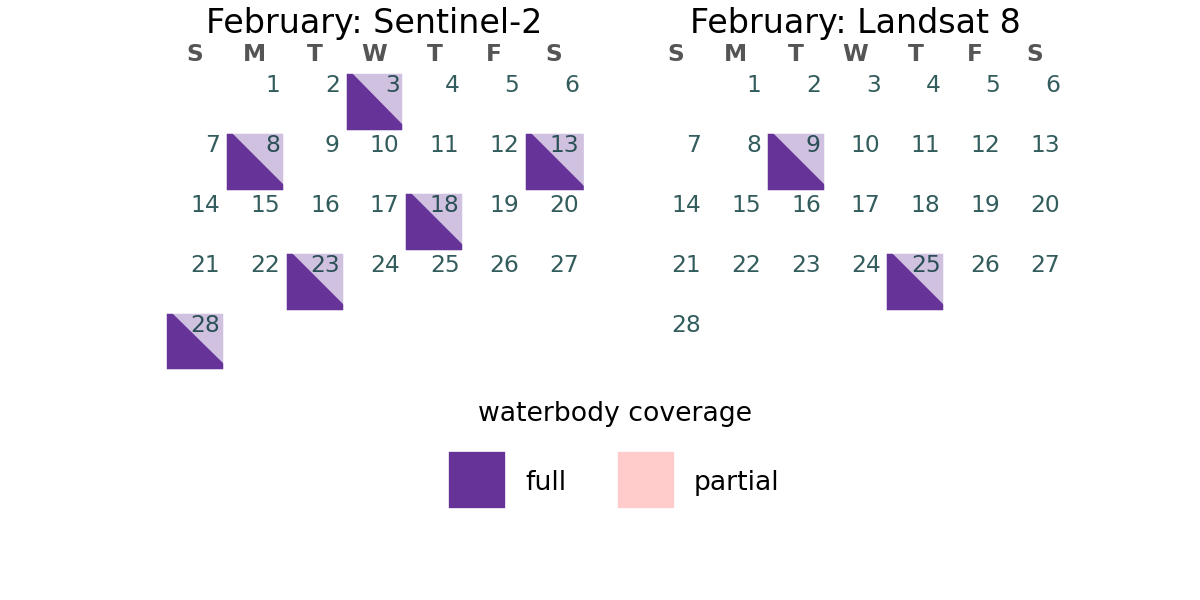 February: Sentinel-2
S M T W T F S
1 2 3 4 5 6
7 8 9 10 11 12 13
14 15 16 17 18 19 20
21 22 23 24 25 26 27
28
February: Landsat 8
S M T W T F S
1 2 3 4 5 6
7 8 9 10 11 12 13
14 15 16 17 18 19 20
21 22 23 24 25 26 27
28
waterbody coverage
full partial